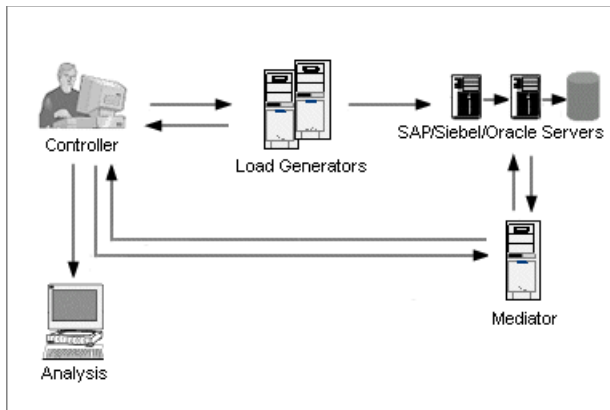 Controller
Load Generators
SAP/Siebel/Oracle Servers
Mediator
Analysis